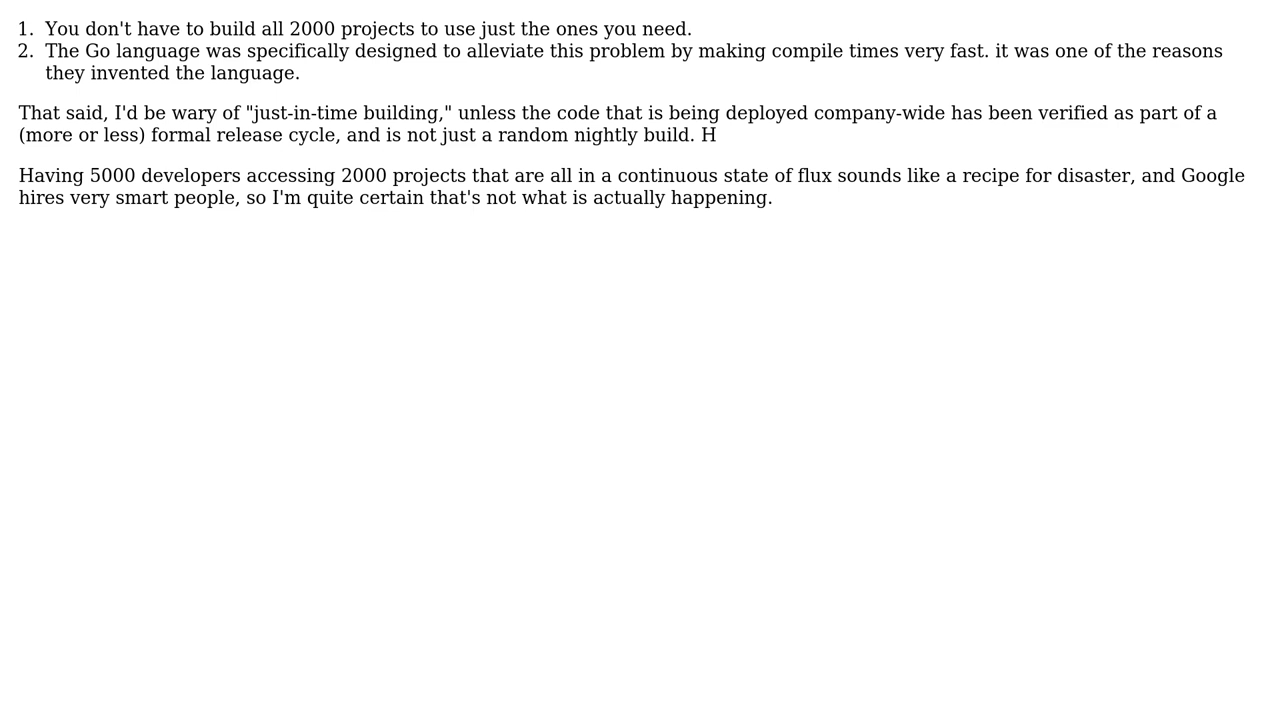 1. You don't have to build all 2000 projects to use just the ones you need.
2. The Go language was specifically designed to alleviate this problem by making compile times very fast. it was one of the reasons
they invented the language.
That said, I'd be wary of "just-in-time building," unless the code that is being deployed company-wide has been verified as part of a
(more or less) formal release cycle, and is not just a random nightly build. H
Having 5000 developers accessing 2000 projects that are all in a continuous state of flux sounds like a recipe for disaster, and Google
hires very smart people, so I'm quite certain that's not what is actually happening.